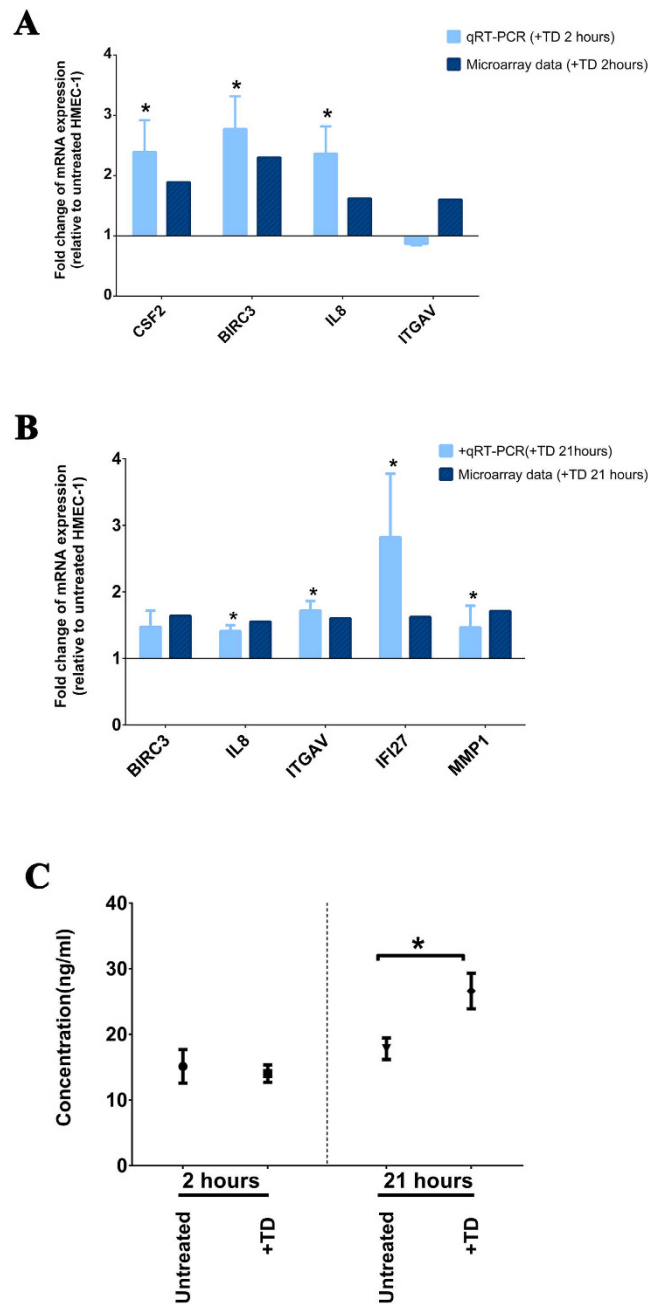 A
qRT-PCR (+TD 2 hours)
Microarray data (+TD 2hours)
Fold change of mRNA expression
(relative to untreated HMEC-1)
4
3
2
1
0
* * *
CSF2 BIRC3 IL8 ITGAV
B
+qRT-PCR(+TD 21hours)
Microarray data (+TD 21 hours)
Fold change of mRNA expression
(relative to untreated HMEC-1)
4
3
2
1
0
* * * *
BIRC3 IL8 ITGAV IFI27 MMP1
C
Concentration(ng/ml)
40
30
20
10
0
*
2 hours 21 hours
Untreated +TD Untreated +TD